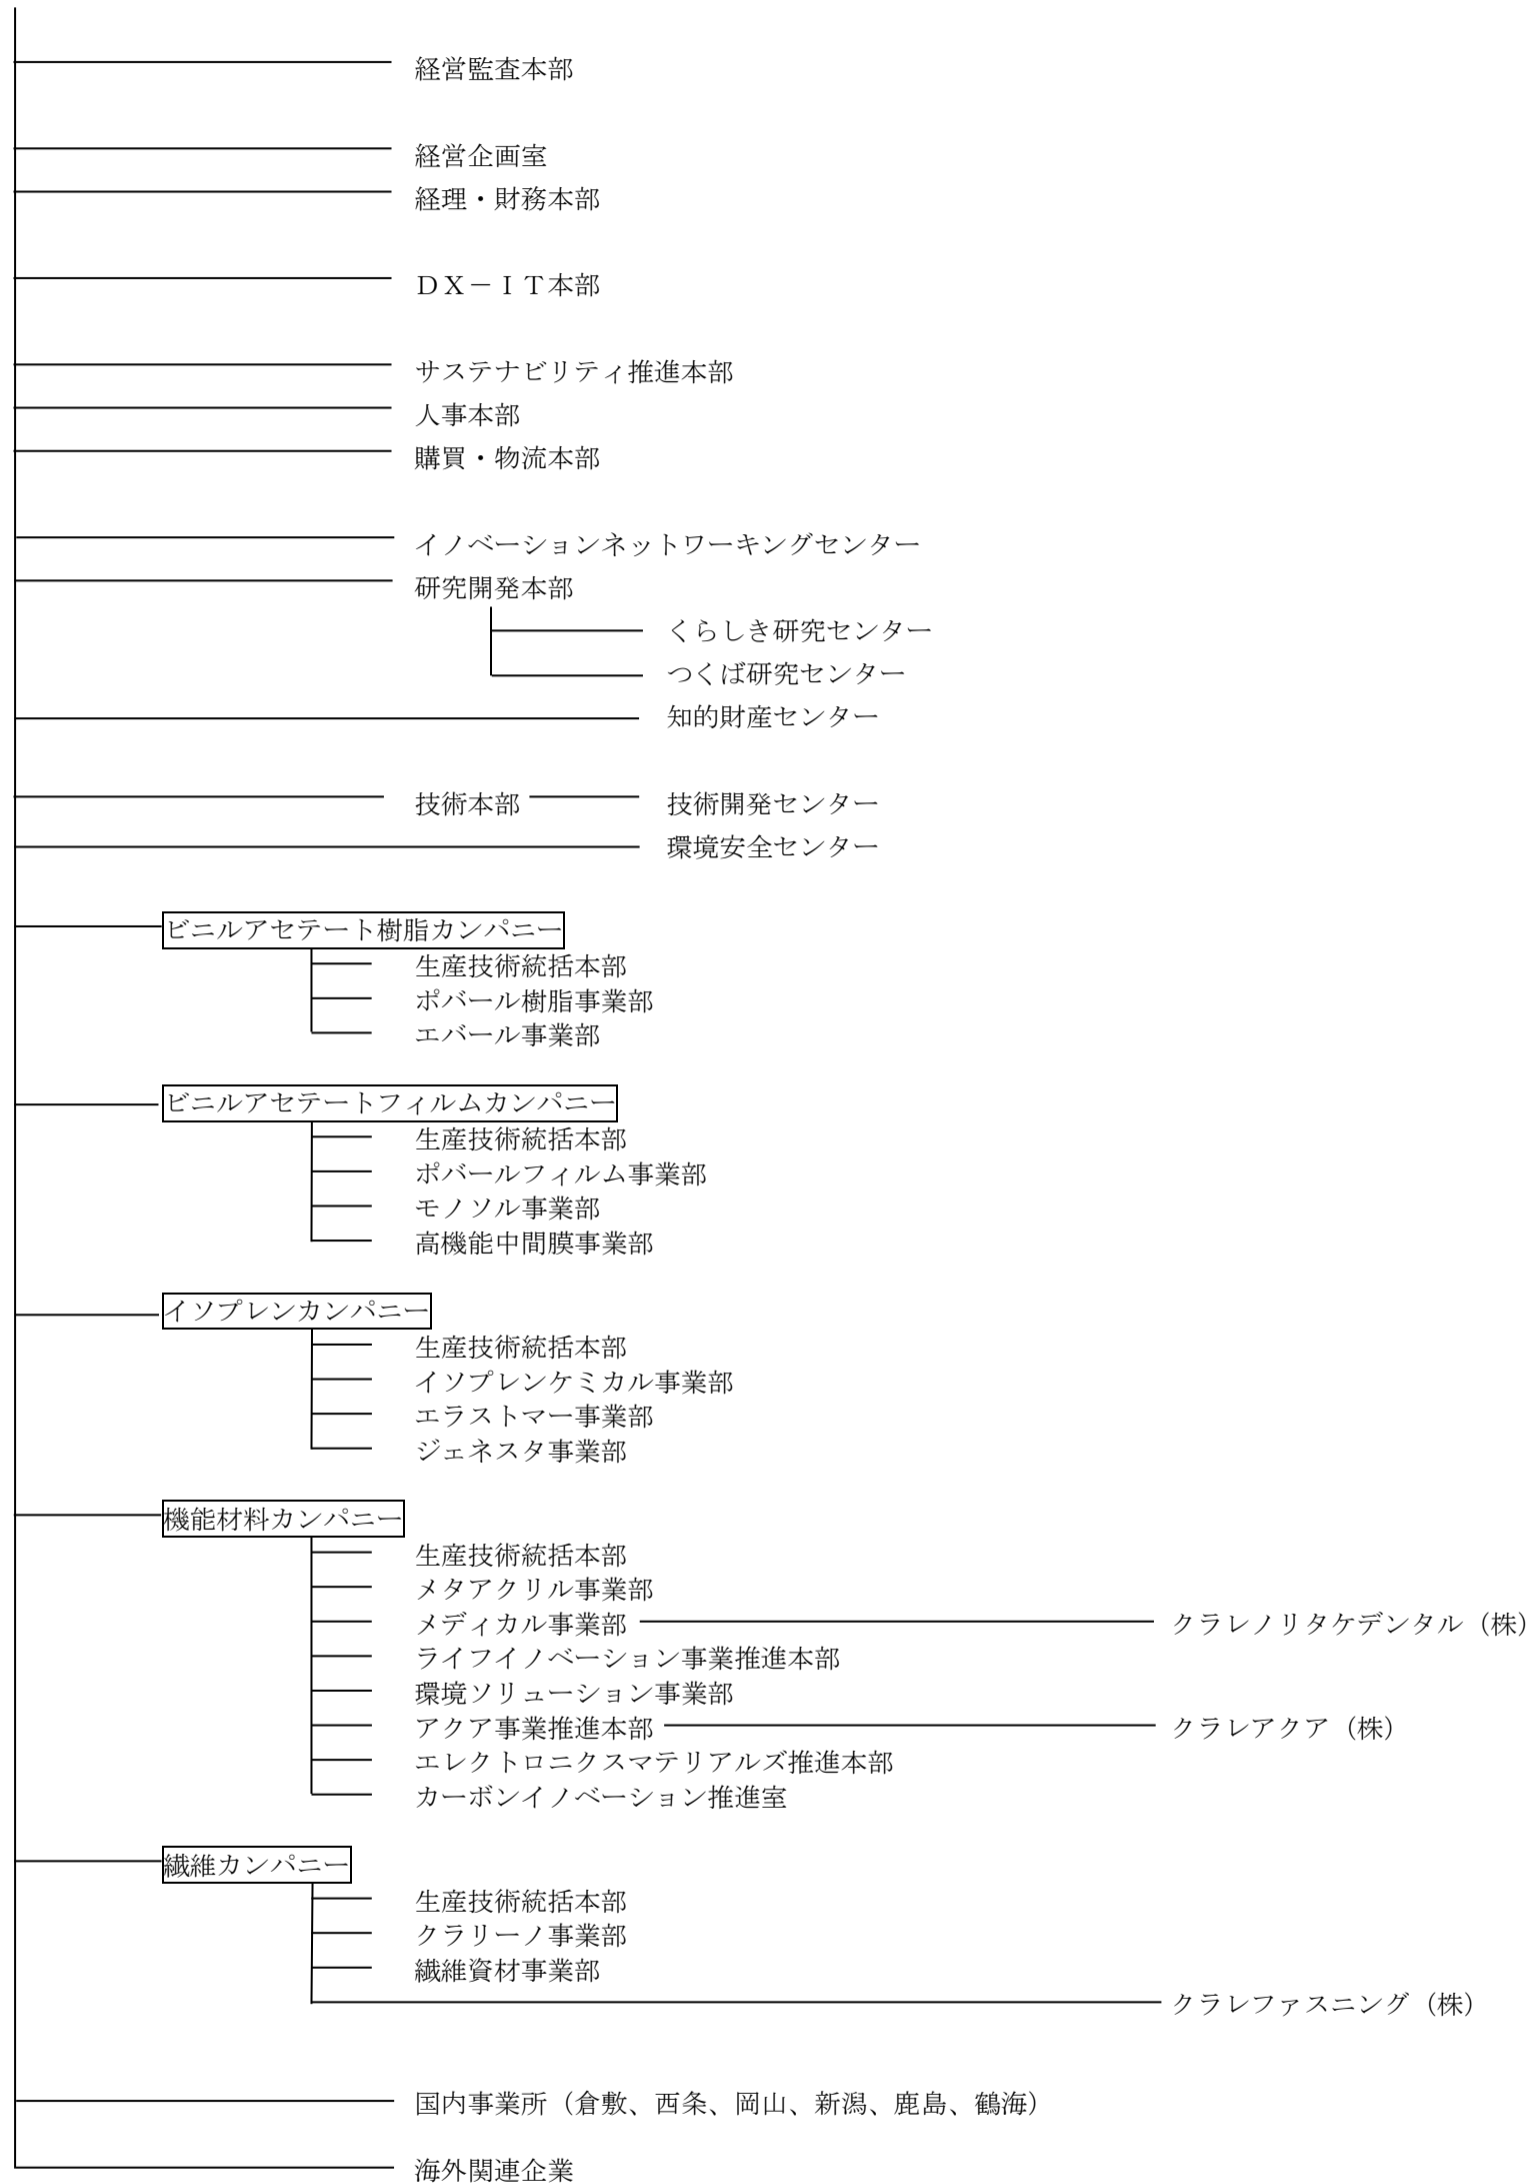 経営監査本部
経営企画室
経理・財務本部
ＤＸ－ＩＴ本部
サステナビリティ推進本部
人事本部
購買・物流本部
イノベーションネットワーキングセンター
研究開発本部
くらしき研究センター
つくば研究センター
知的財産センター
技術本部 技術開発センター
環境安全センター
ビニルアセテート樹脂カンパニー
生産技術統括本部
ポバール樹脂事業部
エバール事業部
ビニルアセテートフィルムカンパニー
生産技術統括本部
ポバールフィルム事業部
モノソル事業部
高機能中間膜事業部
イソプレンカンパニー
生産技術統括本部
イソプレンケミカル事業部
エラストマー事業部
ジェネスタ事業部
機能材料カンパニー
生産技術統括本部
メタアクリル事業部
メディカル事業部 クラレノリタケデンタル（株）
ライフイノベーション事業推進本部
環境ソリューション事業部
アクア事業推進本部 クラレアクア（株）
エレクトロニクスマテリアルズ推進本部
カーボンイノベーション推進室
繊維カンパニー
生産技術統括本部
クラリーノ事業部
繊維資材事業部
クラレファスニング（株）
国内事業所（倉敷、西条、岡山、新潟、鹿島、鶴海）
海外関連企業